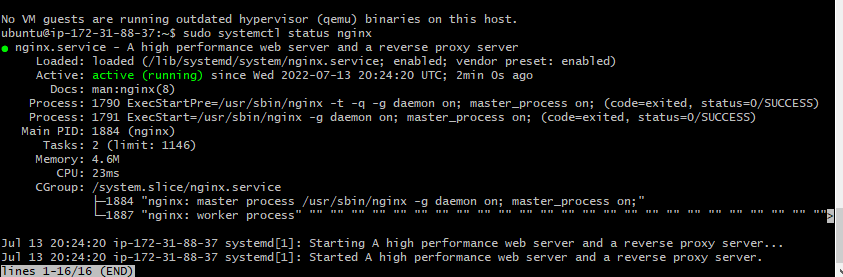 No VM guests are running outdated hypervisor (qemu) binaries on this host.
ubuntu@ip-172-31-88-37:~$ sudo systemctl status nginx
● nginx.service - A high performance web server and a reverse proxy server
     Loaded: loaded (/lib/systemd/system/nginx.service; enabled; vendor preset: enabled)
     Active: active (running) since Wed 2022-07-13 20:24:20 UTC; 2min 0s ago
       Docs: man:nginx(8)
    Process: 1790 ExecStartPre=/usr/sbin/nginx -t -q -g daemon on; master_process on; (code=exited, status=0/SUCCESS)
    Process: 1791 ExecStart=/usr/sbin/nginx -g daemon on; master_process on; (code=exited, status=0/SUCCESS)
   Main PID: 1884 (nginx)
      Tasks: 2 (limit: 1146)
     Memory: 4.6M
        CPU: 23ms
     CGroup: /system.slice/nginx.service
             ├─1884 "nginx: master process /usr/sbin/nginx -g daemon on; master_process on;"
             └─1887 "nginx: worker process" "" "" "" "" "" "" "" "" "" "" "" "" "" "" "" "" "" "" "" "" "" "" "" "" "">

Jul 13 20:24:20 ip-172-31-88-37 systemd[1]: Starting A high performance web server and a reverse proxy server...
Jul 13 20:24:20 ip-172-31-88-37 systemd[1]: Started A high performance web server and a reverse proxy server.
lines 1-16/16 (END)